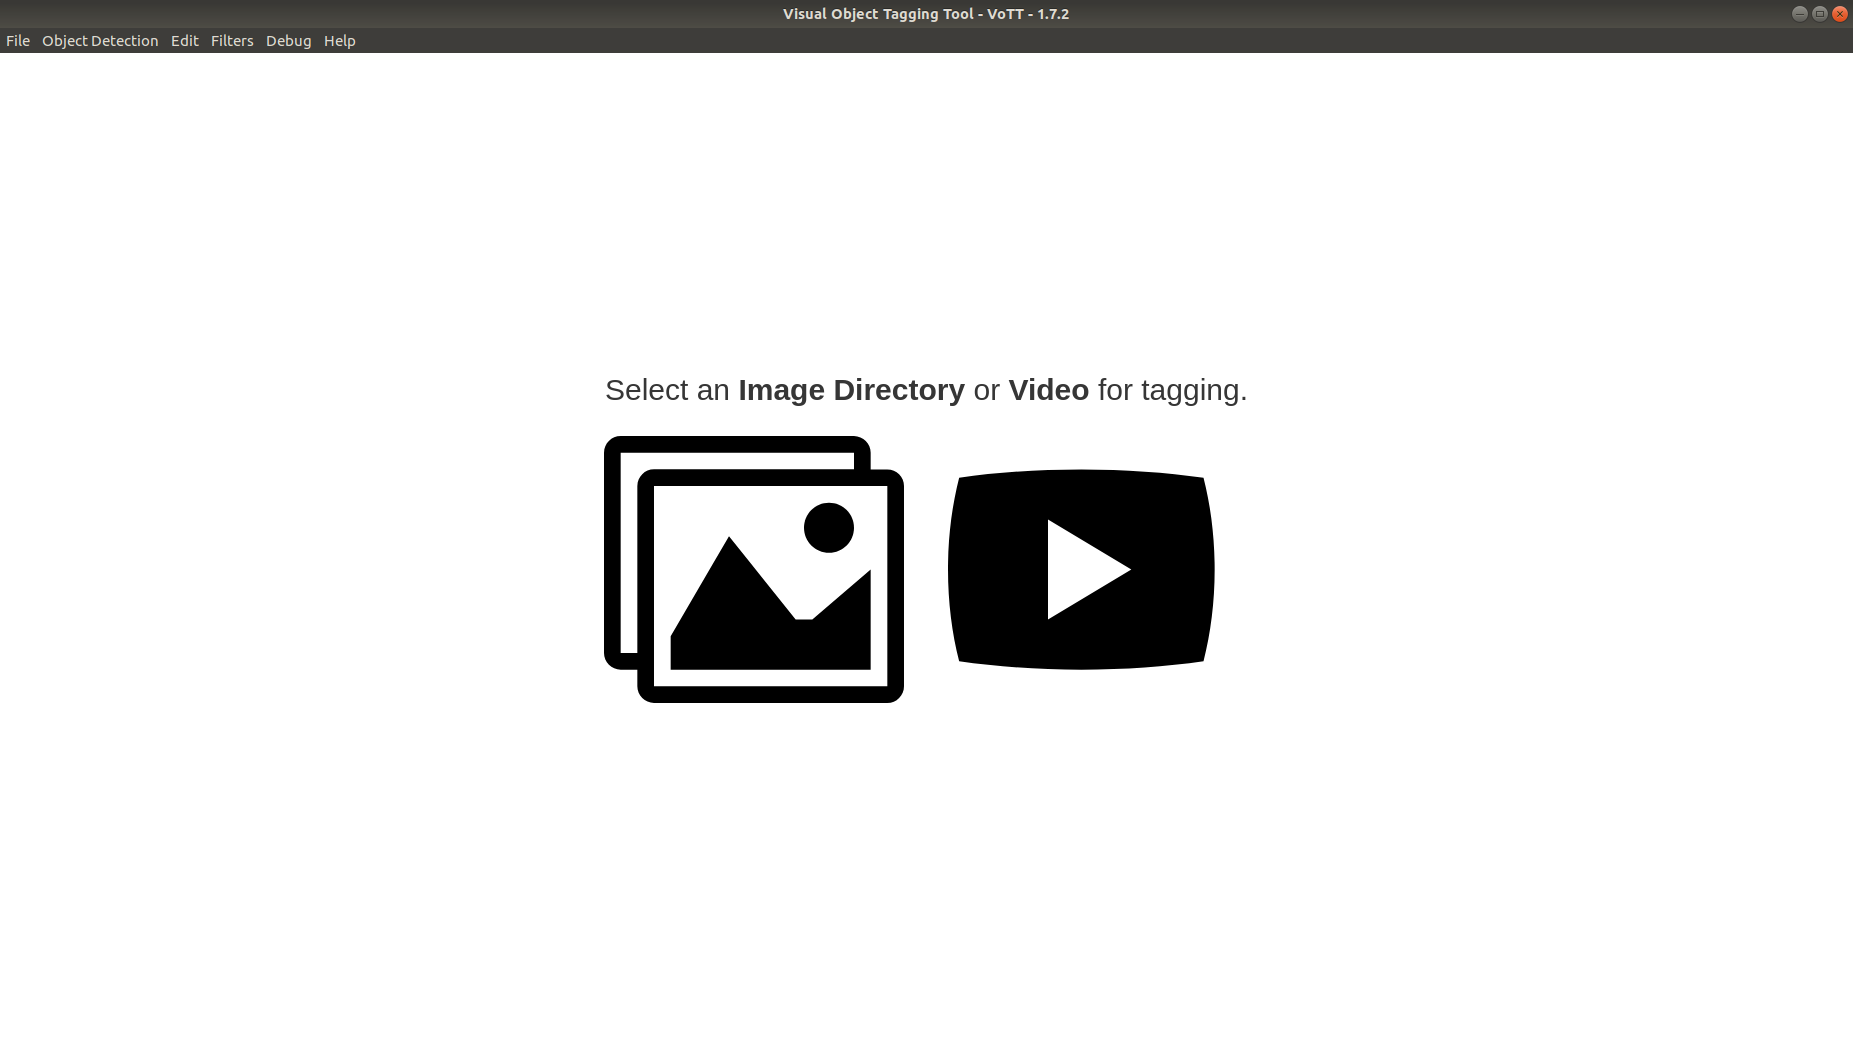 Visual Object Tagging Tool - VoTT - 1.7.2
File Object Detection Edit Filters Debug Help
Select an Image Directory or Video for tagging.